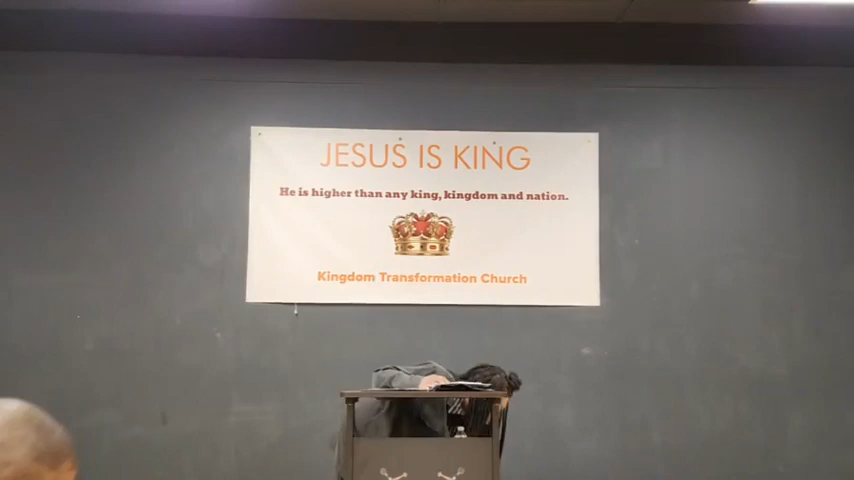 JESUS IS KING
He is higher than any king, kingdom and nation.
Kingdom Transformation Church